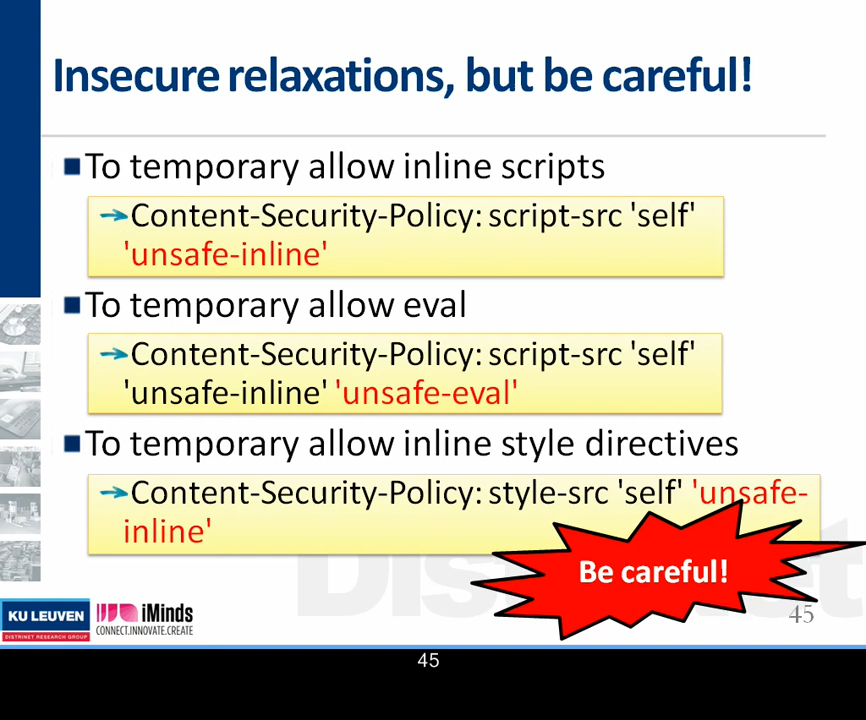 Insecure relaxations, but be careful!
To temporary allow inline scripts
Content-Security-Policy: script-src 'self'
'unsafe-inline'
To temporary allow eval
Content-Security-Policy: script-src 'self'
'unsafe-inline' 'unsafe-eval'
To temporary allow inline style directives
Content-Security-Policy: style-src 'self' 'unsafe-
inline'
Be careful!
KU LEUVEN
DISTRINET RESEARCH GROUP
iMinds
CONNECT.INNOVATE.CREATE
45
45